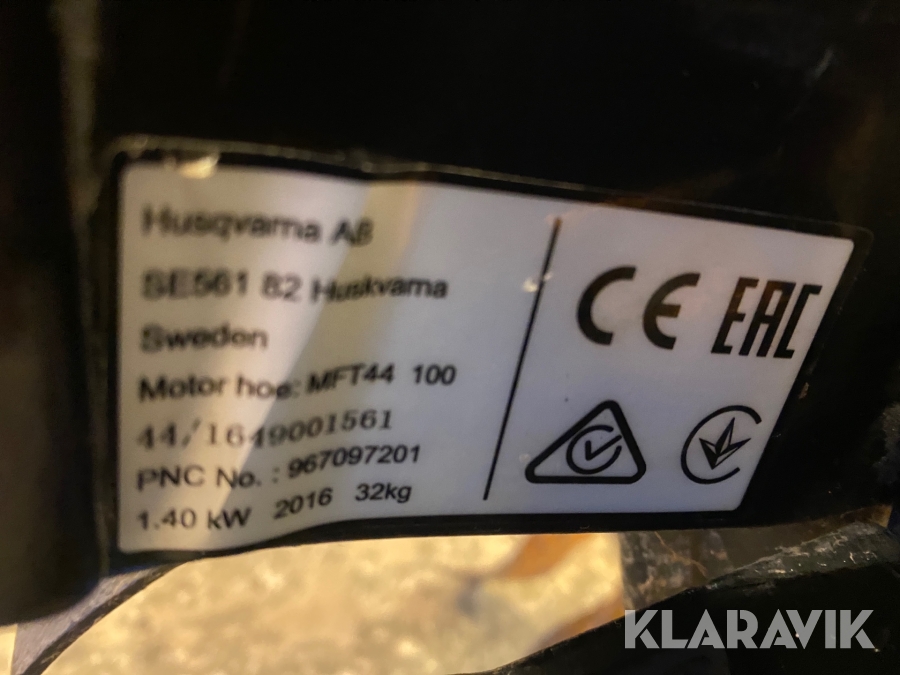 Husqvarna AB
SE561 82 Huskvarna
Sweden
Motor hoe: MFT44 100
44/1649001561
PNC No. : 967097201
1.40 kW 2016 32kg
CE EAC
KLARAVIK